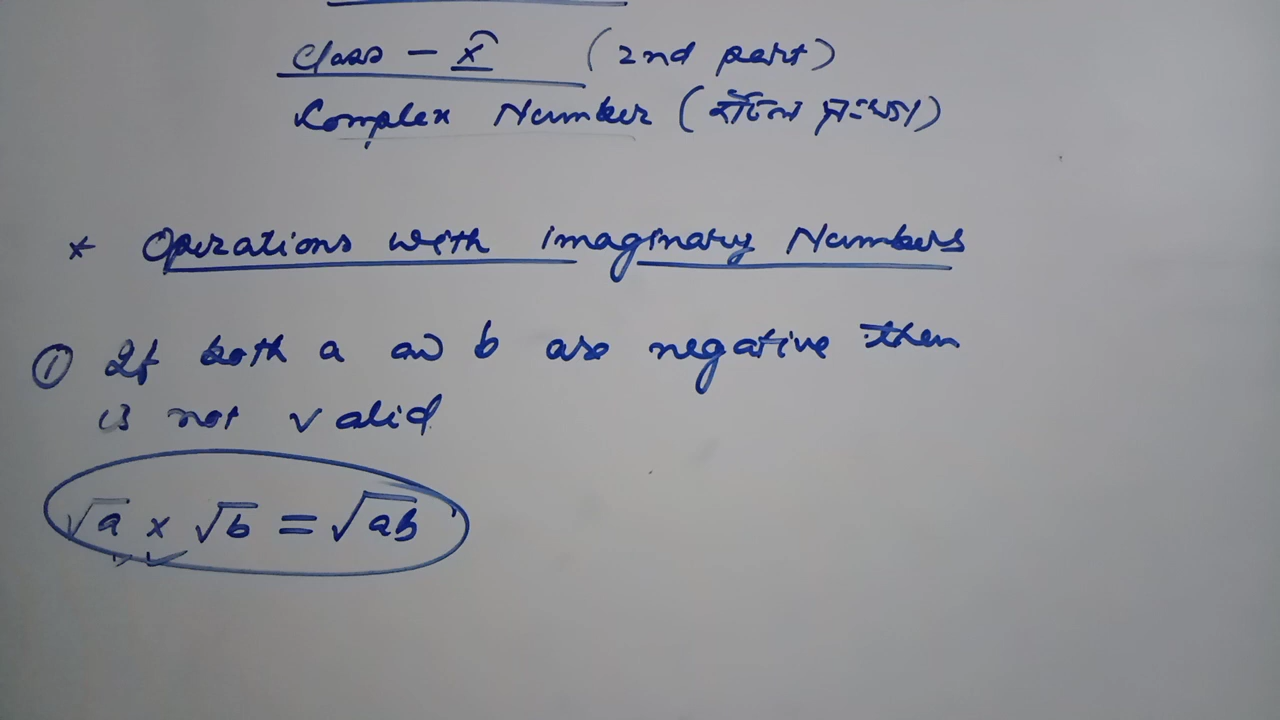 Class - X (2nd part)
Complex Number (জটিল সংখ্যা)
* Operations with imaginary Numbers
① If both a and b are negative then
is not valid
√a × √b = √ab